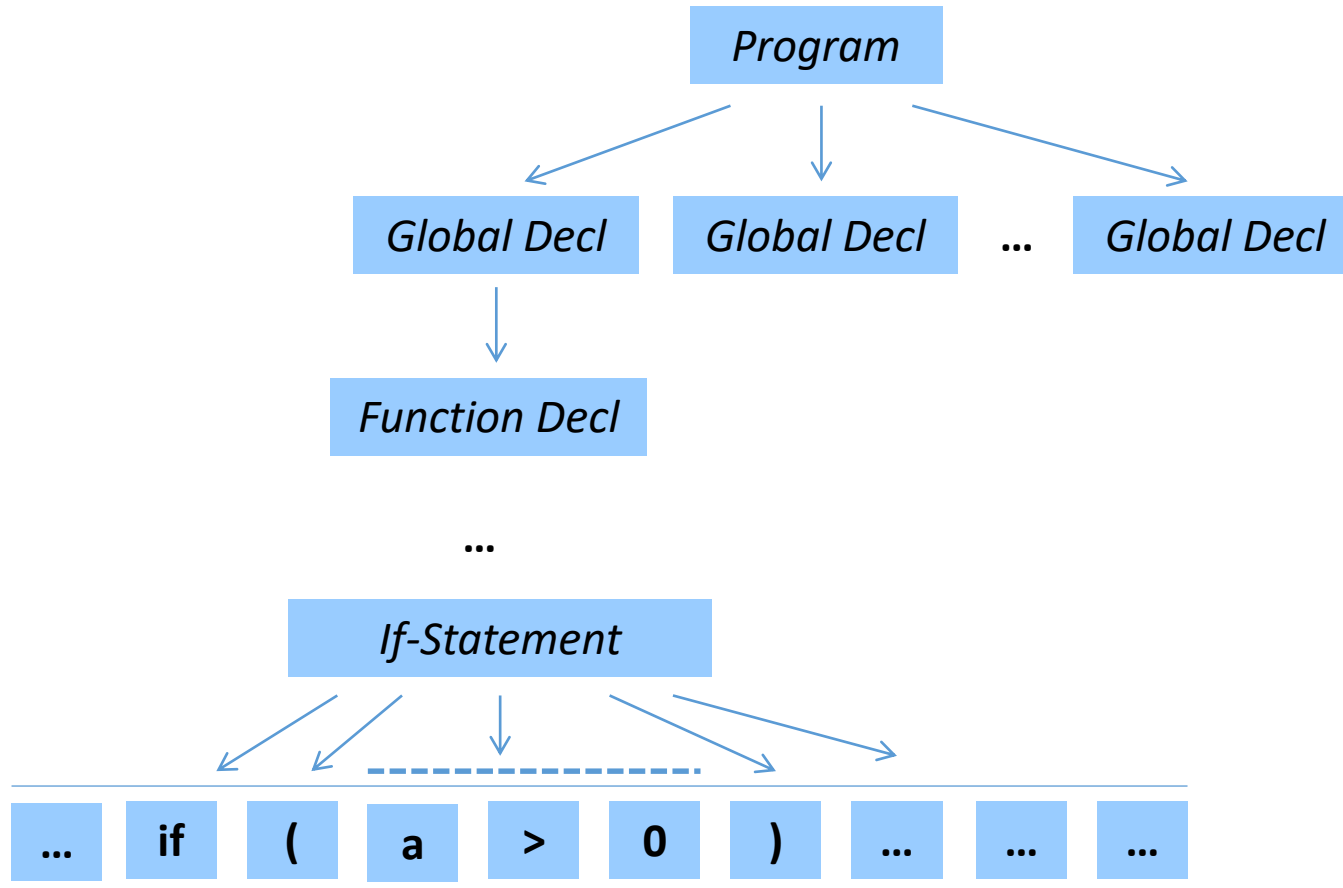 Program
Global Decl Global Decl … Global Decl
Function Decl
…
If-Statement
… if ( a > 0 ) … … …